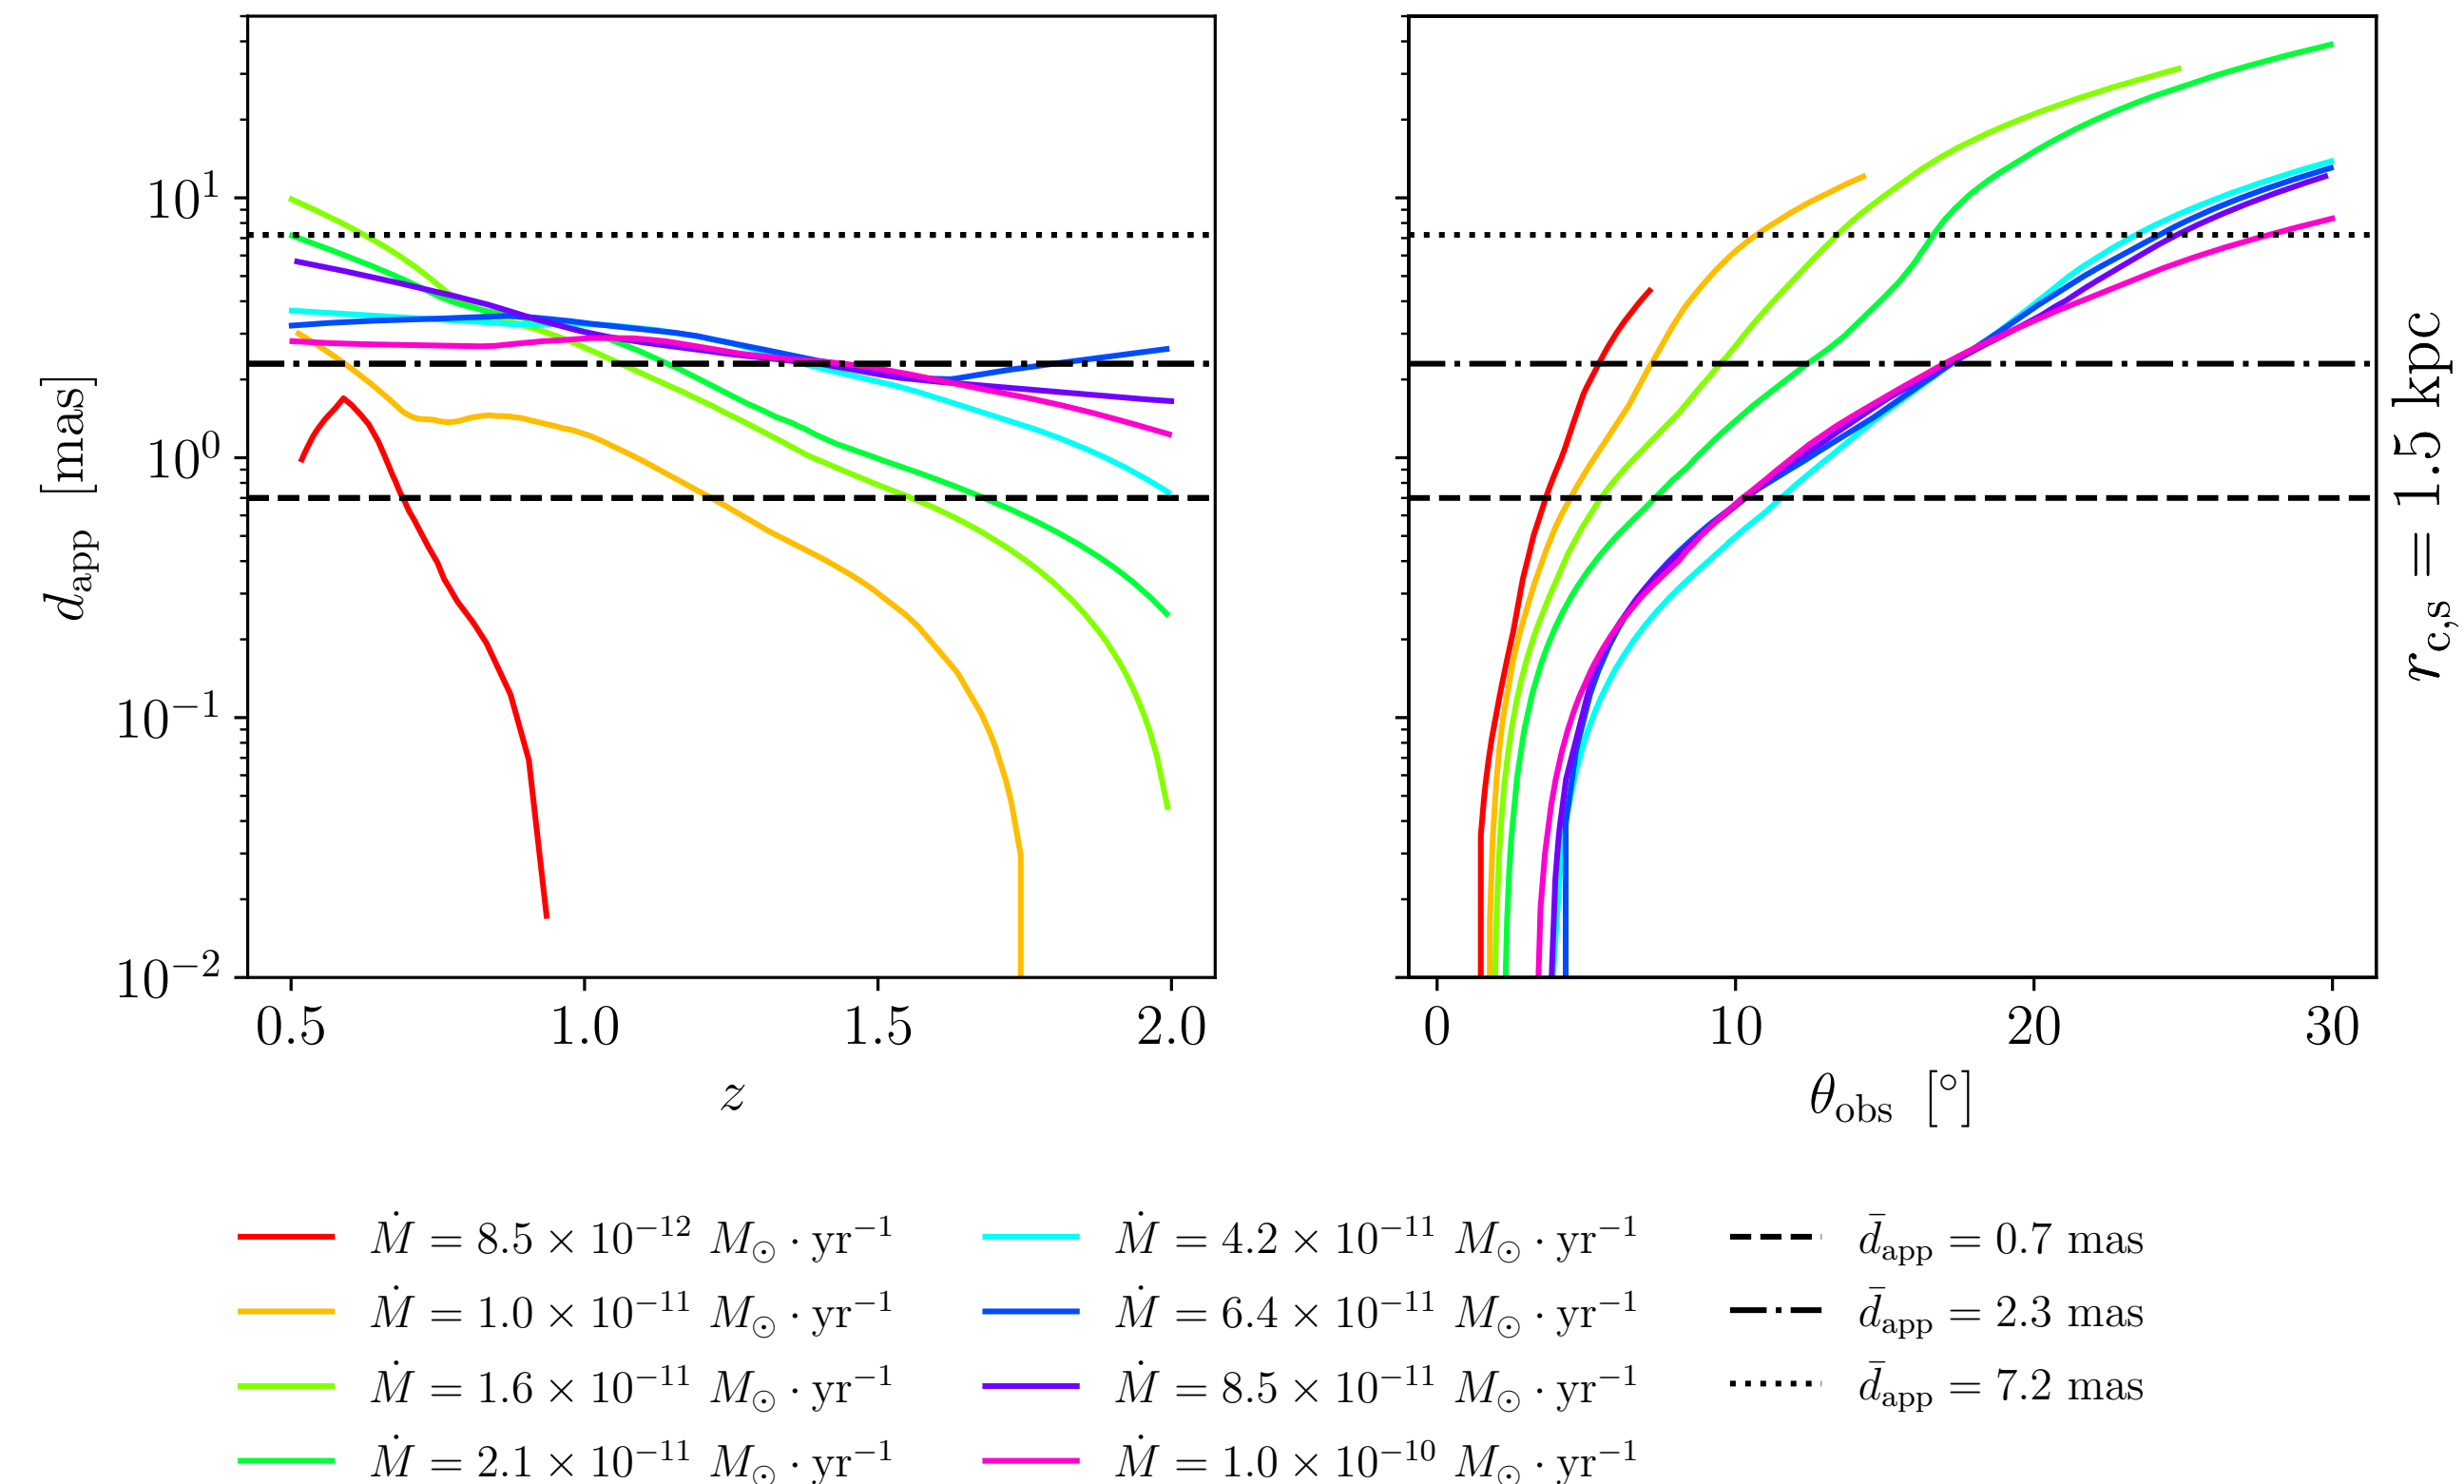 10¹
10⁰
10⁻¹
10⁻²
d_app [mas]
0.5 1.0 1.5 2.0
z
0 10 20 30
θ_obs [°]
r_c,s = 1.5 kpc
Ṁ = 8.5 × 10⁻¹² M_⊙ · yr⁻¹
Ṁ = 1.0 × 10⁻¹¹ M_⊙ · yr⁻¹
Ṁ = 1.6 × 10⁻¹¹ M_⊙ · yr⁻¹
Ṁ = 2.1 × 10⁻¹¹ M_⊙ · yr⁻¹
Ṁ = 4.2 × 10⁻¹¹ M_⊙ · yr⁻¹
Ṁ = 6.4 × 10⁻¹¹ M_⊙ · yr⁻¹
Ṁ = 8.5 × 10⁻¹¹ M_⊙ · yr⁻¹
Ṁ = 1.0 × 10⁻¹⁰ M_⊙ · yr⁻¹
d̄_app = 0.7 mas
d̄_app = 2.3 mas
d̄_app = 7.2 mas